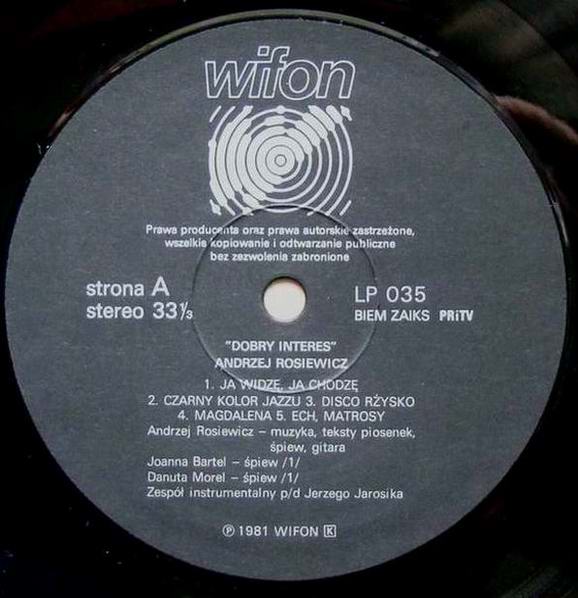 wifon
Prawa producenta oraz prawa autorskie zastrzeżone,
wszelkie kopiowanie i odtwarzanie publiczne
bez zezwolenia zabronione
strona A
stereo 33⅓
LP 035
BIEM ZAIKS PRiTV
"DOBRY INTERES"
ANDRZEJ ROSIEWICZ
1. JA WIDZĘ, JA CHODZĘ
2. CZARNY KOLOR JAZZU 3. DISCO RŻYSKO
4. MAGDALENA 5. ECH, MATROSY
Andrzej Rosiewicz – muzyka, teksty piosenek,
śpiew, gitara
Joanna Bartel – śpiew /1/
Danuta Morel – śpiew /1/
Zespół instrumentalny p/d Jerzego Jarosika
℗ 1981 WIFON K